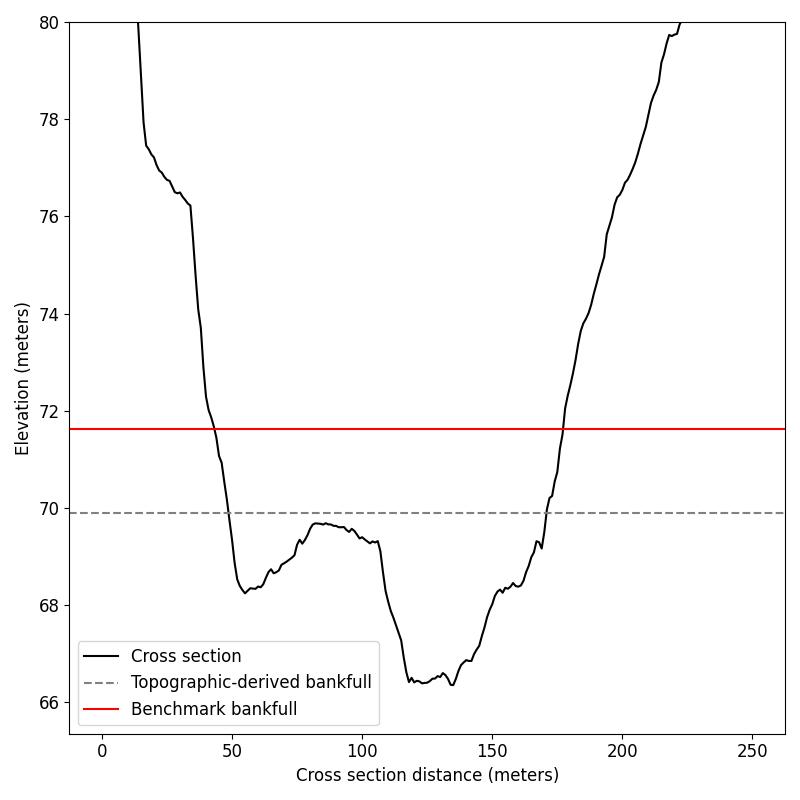 80
78
76
74
72
70
68
66
Elevation (meters)
Cross section
Topographic-derived bankfull
Benchmark bankfull
0 50 100 150 200 250
Cross section distance (meters)